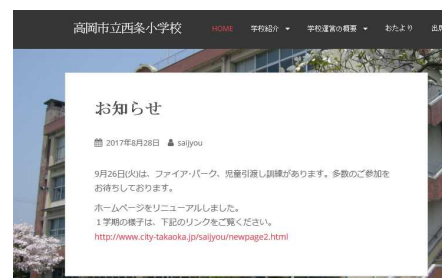 高岡市立西条小学校 HOME 学校紹介 学校運営の概要 おたより 出席
お知らせ
2017年8月28日 saijyou
9月26日(火)は、ファイア・パーク、児童引渡し訓練があります。多数のご参加を
お待ちしております。
ホームページをリニューアルしました。
１学期の様子は、下記のリンクをご覧ください。
http://www.city-takaoka.jp/saijyou/newpage2.html